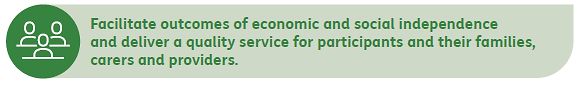 Facilitate outcomes of economic and social independence
and deliver a quality service for participants and their families,
carers and providers.